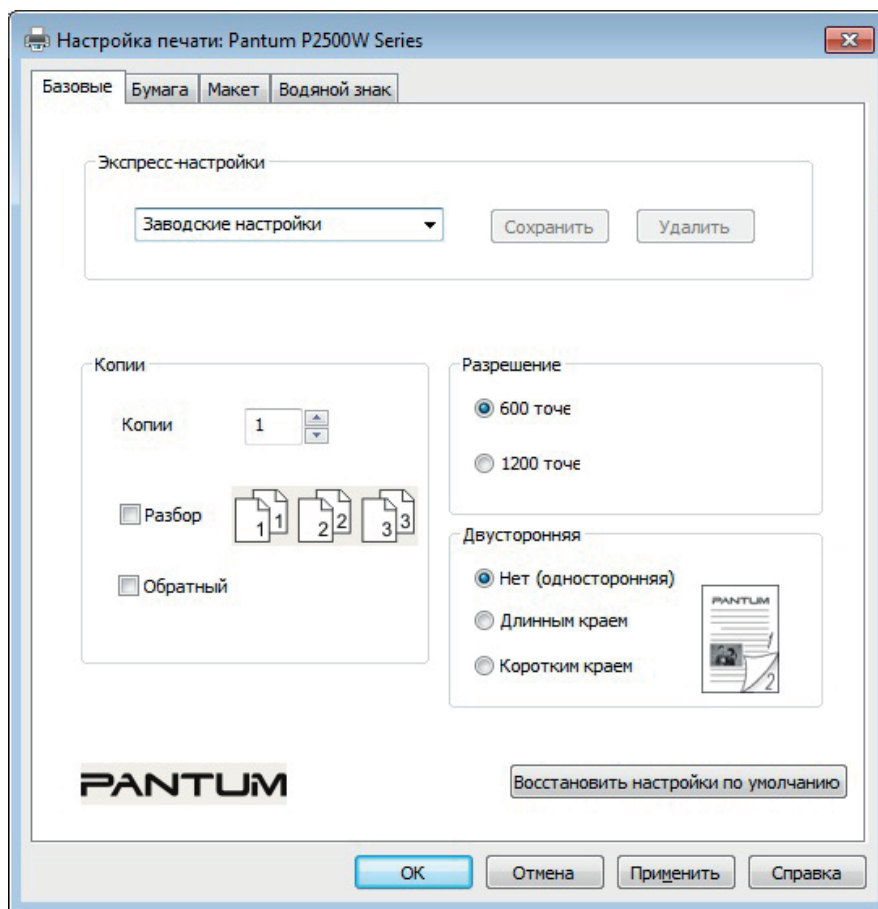 Настройка печати: Pantum P2500W Series
Базовые Бумага Макет Водяной знак
Экспресс-настройки
Заводские настройки Сохранить Удалить
Копии
Копии 1
Разбор 1 1 2 2 3 3
Обратный
Разрешение
600 точе
1200 точе
Двусторонняя
Нет (односторонняя)
Длинным краем
Коротким краем
PANTUM
1
2
PANTUM
Восстановить настройки по умолчанию
ОК Отмена Применить Справка